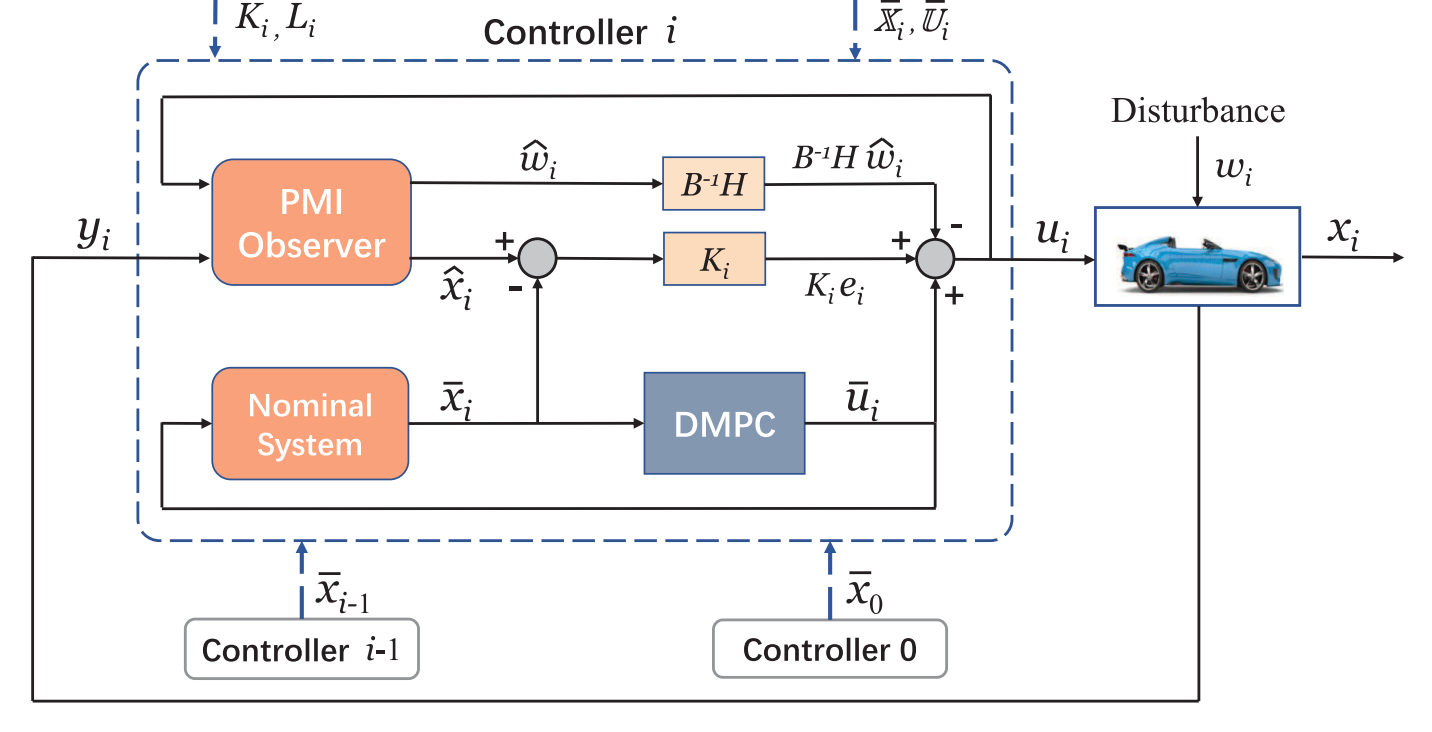 K_i, L_i
Controller i
𝕏̄_i, 𝕌̄_i
Disturbance
w_i
ŵ_i
B⁻¹H
B⁻¹H ŵ_i
PMI
Observer
y_i
x̂_i
+
-
K_i
K_i e_i
+
-
+
u_i
x_i
Nominal
System
x̄_i
DMPC
ū_i
x̄_{i-1}
x̄_0
Controller i-1
Controller 0